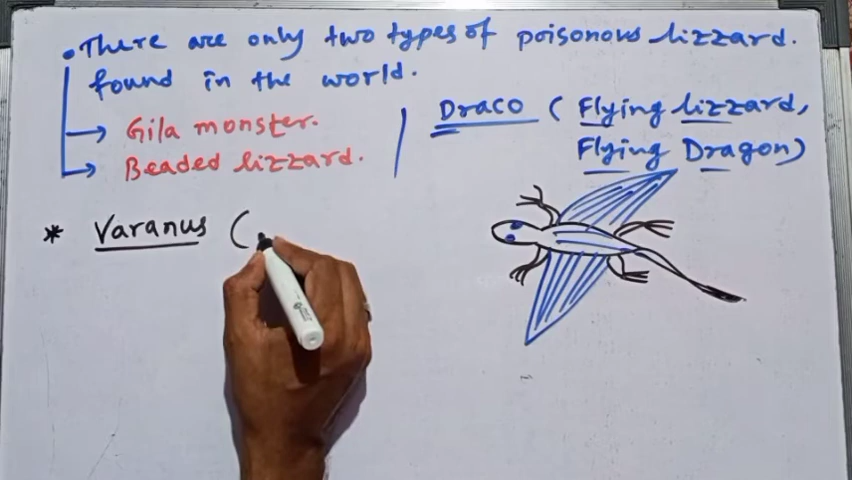 • There are only two types of poisonous lizzard.
found in the world.
→ Gila monster.
→ Beaded lizzard.
Draco ( Flying lizzard,
Flying Dragon)
* Varanus (